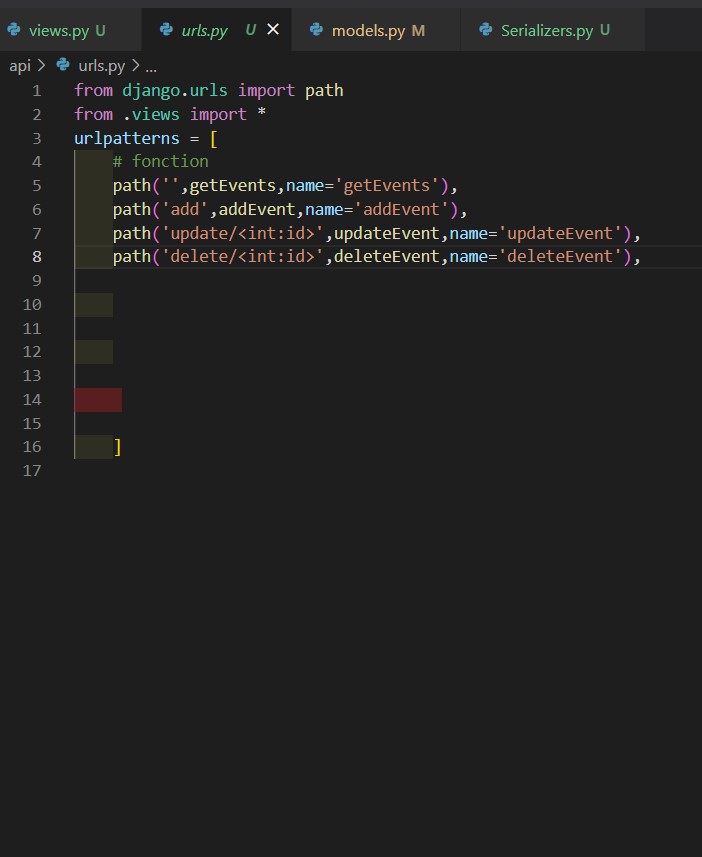 views.py U urls.py U models.py M Serializers.py U
api > urls.py > ...
1 from django.urls import path
2 from .views import *
3 urlpatterns = [
4 # fonction
5 path('',getEvents,name='getEvents'),
6 path('add',addEvent,name='addEvent'),
7 path('update/<int:id>',updateEvent,name='updateEvent'),
8 path('delete/<int:id>',deleteEvent,name='deleteEvent'),
9
10
11
12
13
14
15
16 ]
17